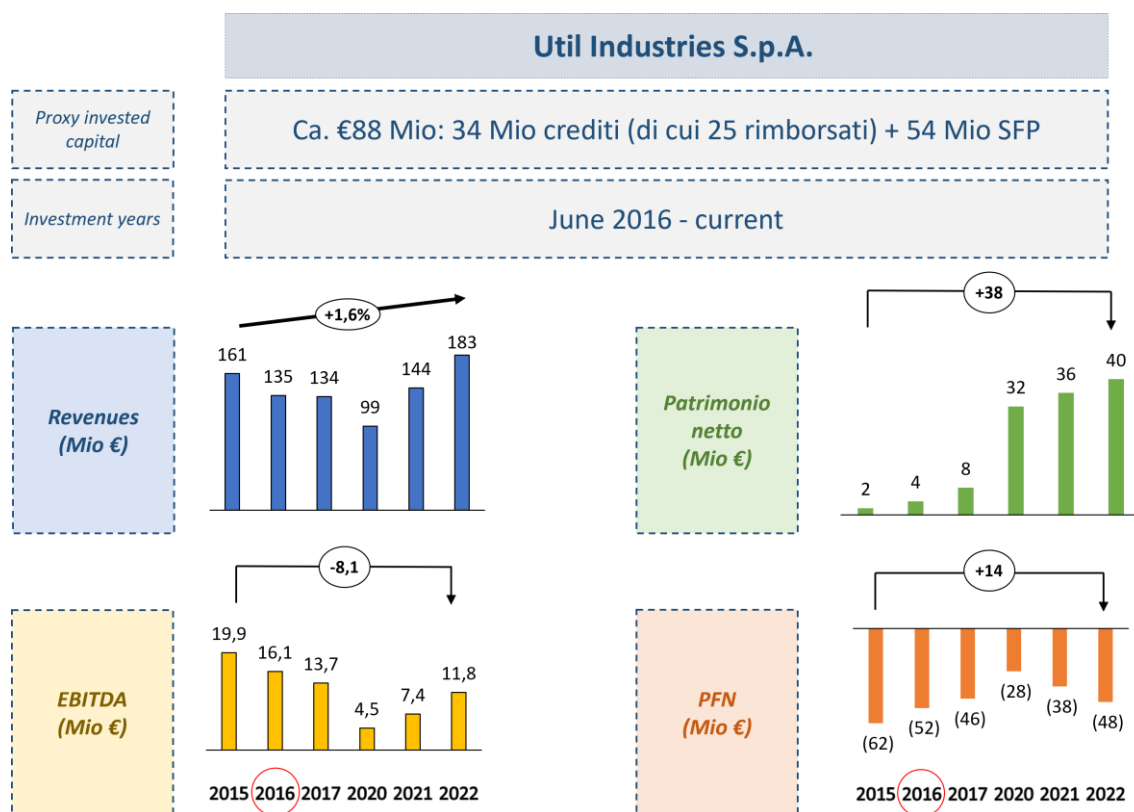 Util Industries S.p.A.
Proxy invested
capital
Ca. €88 Mio: 34 Mio crediti (di cui 25 rimborsati) + 54 Mio SFP
Investment years
June 2016 - current
Revenues
(Mio €)
+1,6%
161
135
134
99
144
183
Patrimonio
netto
(Mio €)
+38
2
4
8
32
36
40
EBITDA
(Mio €)
-8,1
19,9
16,1
13,7
4,5
7,4
11,8
2015 2016 2017 2020 2021 2022
PFN
(Mio €)
+14
(62)
(52)
(46)
(28)
(38)
(48)
2015 2016 2017 2020 2021 2022